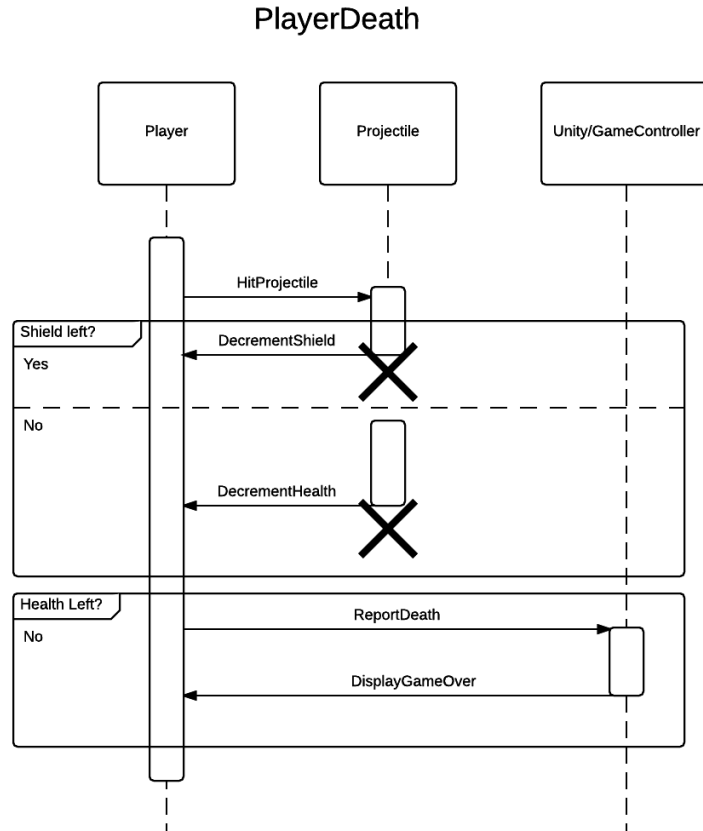 PlayerDeath
Player
Projectile
Unity/GameController
HitProjectile
Shield left?
DecrementShield
Yes
No
DecrementHealth
Health Left?
ReportDeath
No
DisplayGameOver